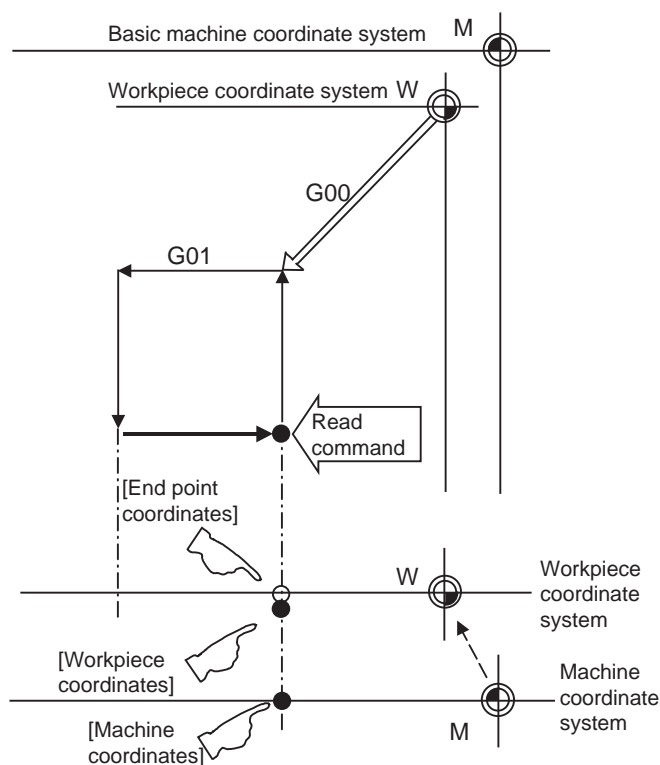 Basic machine coordinate system M
Workpiece coordinate system W
G00
G01
Read
command
[End point
coordinates]
W
Workpiece
coordinate
system
[Workpiece
coordinates]
Machine
coordinate
system
[Machine
coordinates]
M